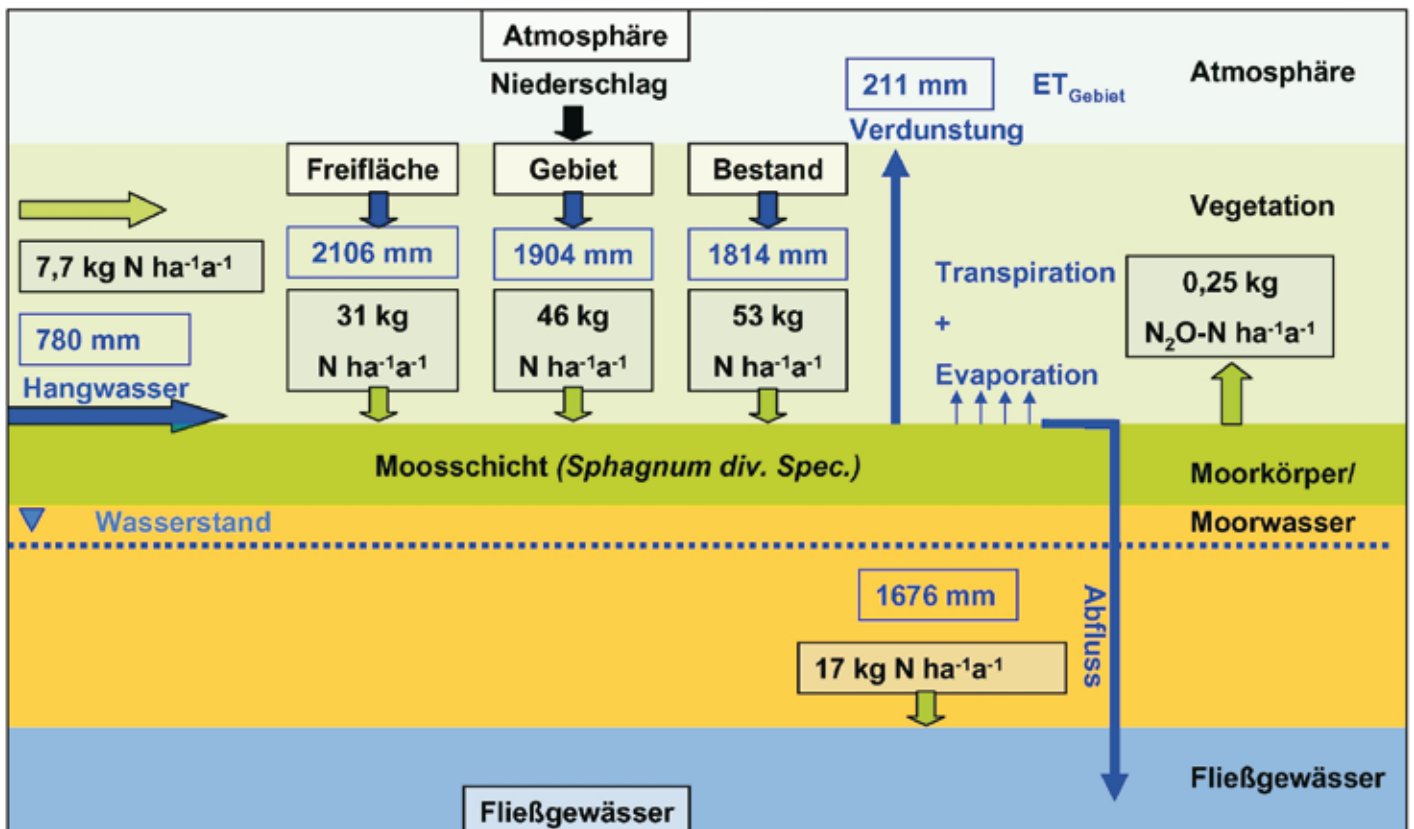 Atmosphäre
Niederschlag
211 mm
ET_Gebiet
Verdunstung
Atmosphäre
Freifläche
Gebiet
Bestand
2106 mm
1904 mm
1814 mm
7,7 kg N ha⁻¹a⁻¹
31 kg
N ha⁻¹a⁻¹
46 kg
N ha⁻¹a⁻¹
53 kg
N ha⁻¹a⁻¹
780 mm
Hangwasser
Transpiration
+
Evaporation
Vegetation
0,25 kg
N₂O-N ha⁻¹a⁻¹
Moosschicht (Sphagnum div. Spec.)
Moorkörper/
Moorwasser
Wasserstand
1676 mm
17 kg N ha⁻¹a⁻¹
Abfluss
Fließgewässer
Fließgewässer